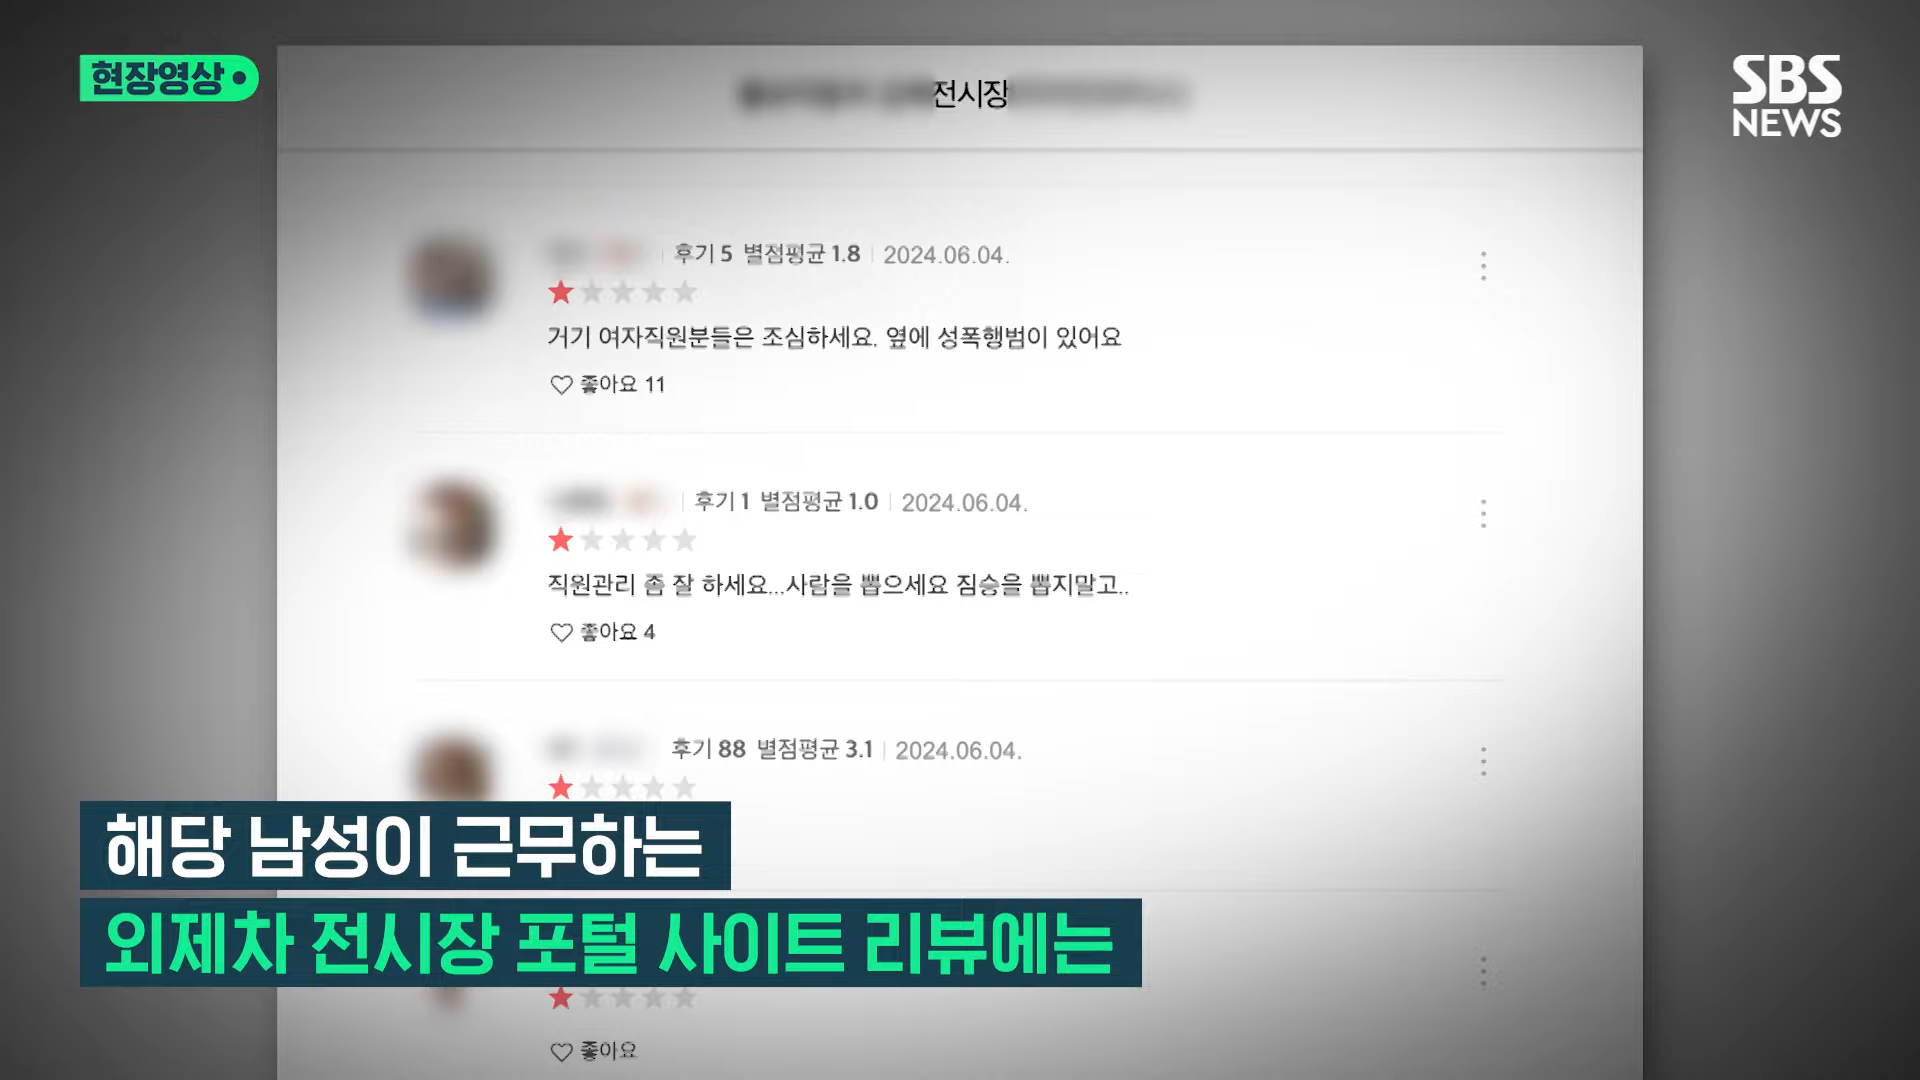 현장영상
SBS
NEWS
전시장
후기 5 별점평균 1.8 2024.06.04.
거기 여자직원분들은 조심하세요. 옆에 성폭행범이 있어요
좋아요 11
후기 1 별점평균 1.0 2024.06.04.
직원관리 좀 잘 하세요...사람을 뽑으세요 짐승을 뽑지말고..
좋아요 4
후기 88 별점평균 3.1 2024.06.04.
해당 남성이 근무하는
외제차 전시장 포털 사이트 리뷰에는
좋아요